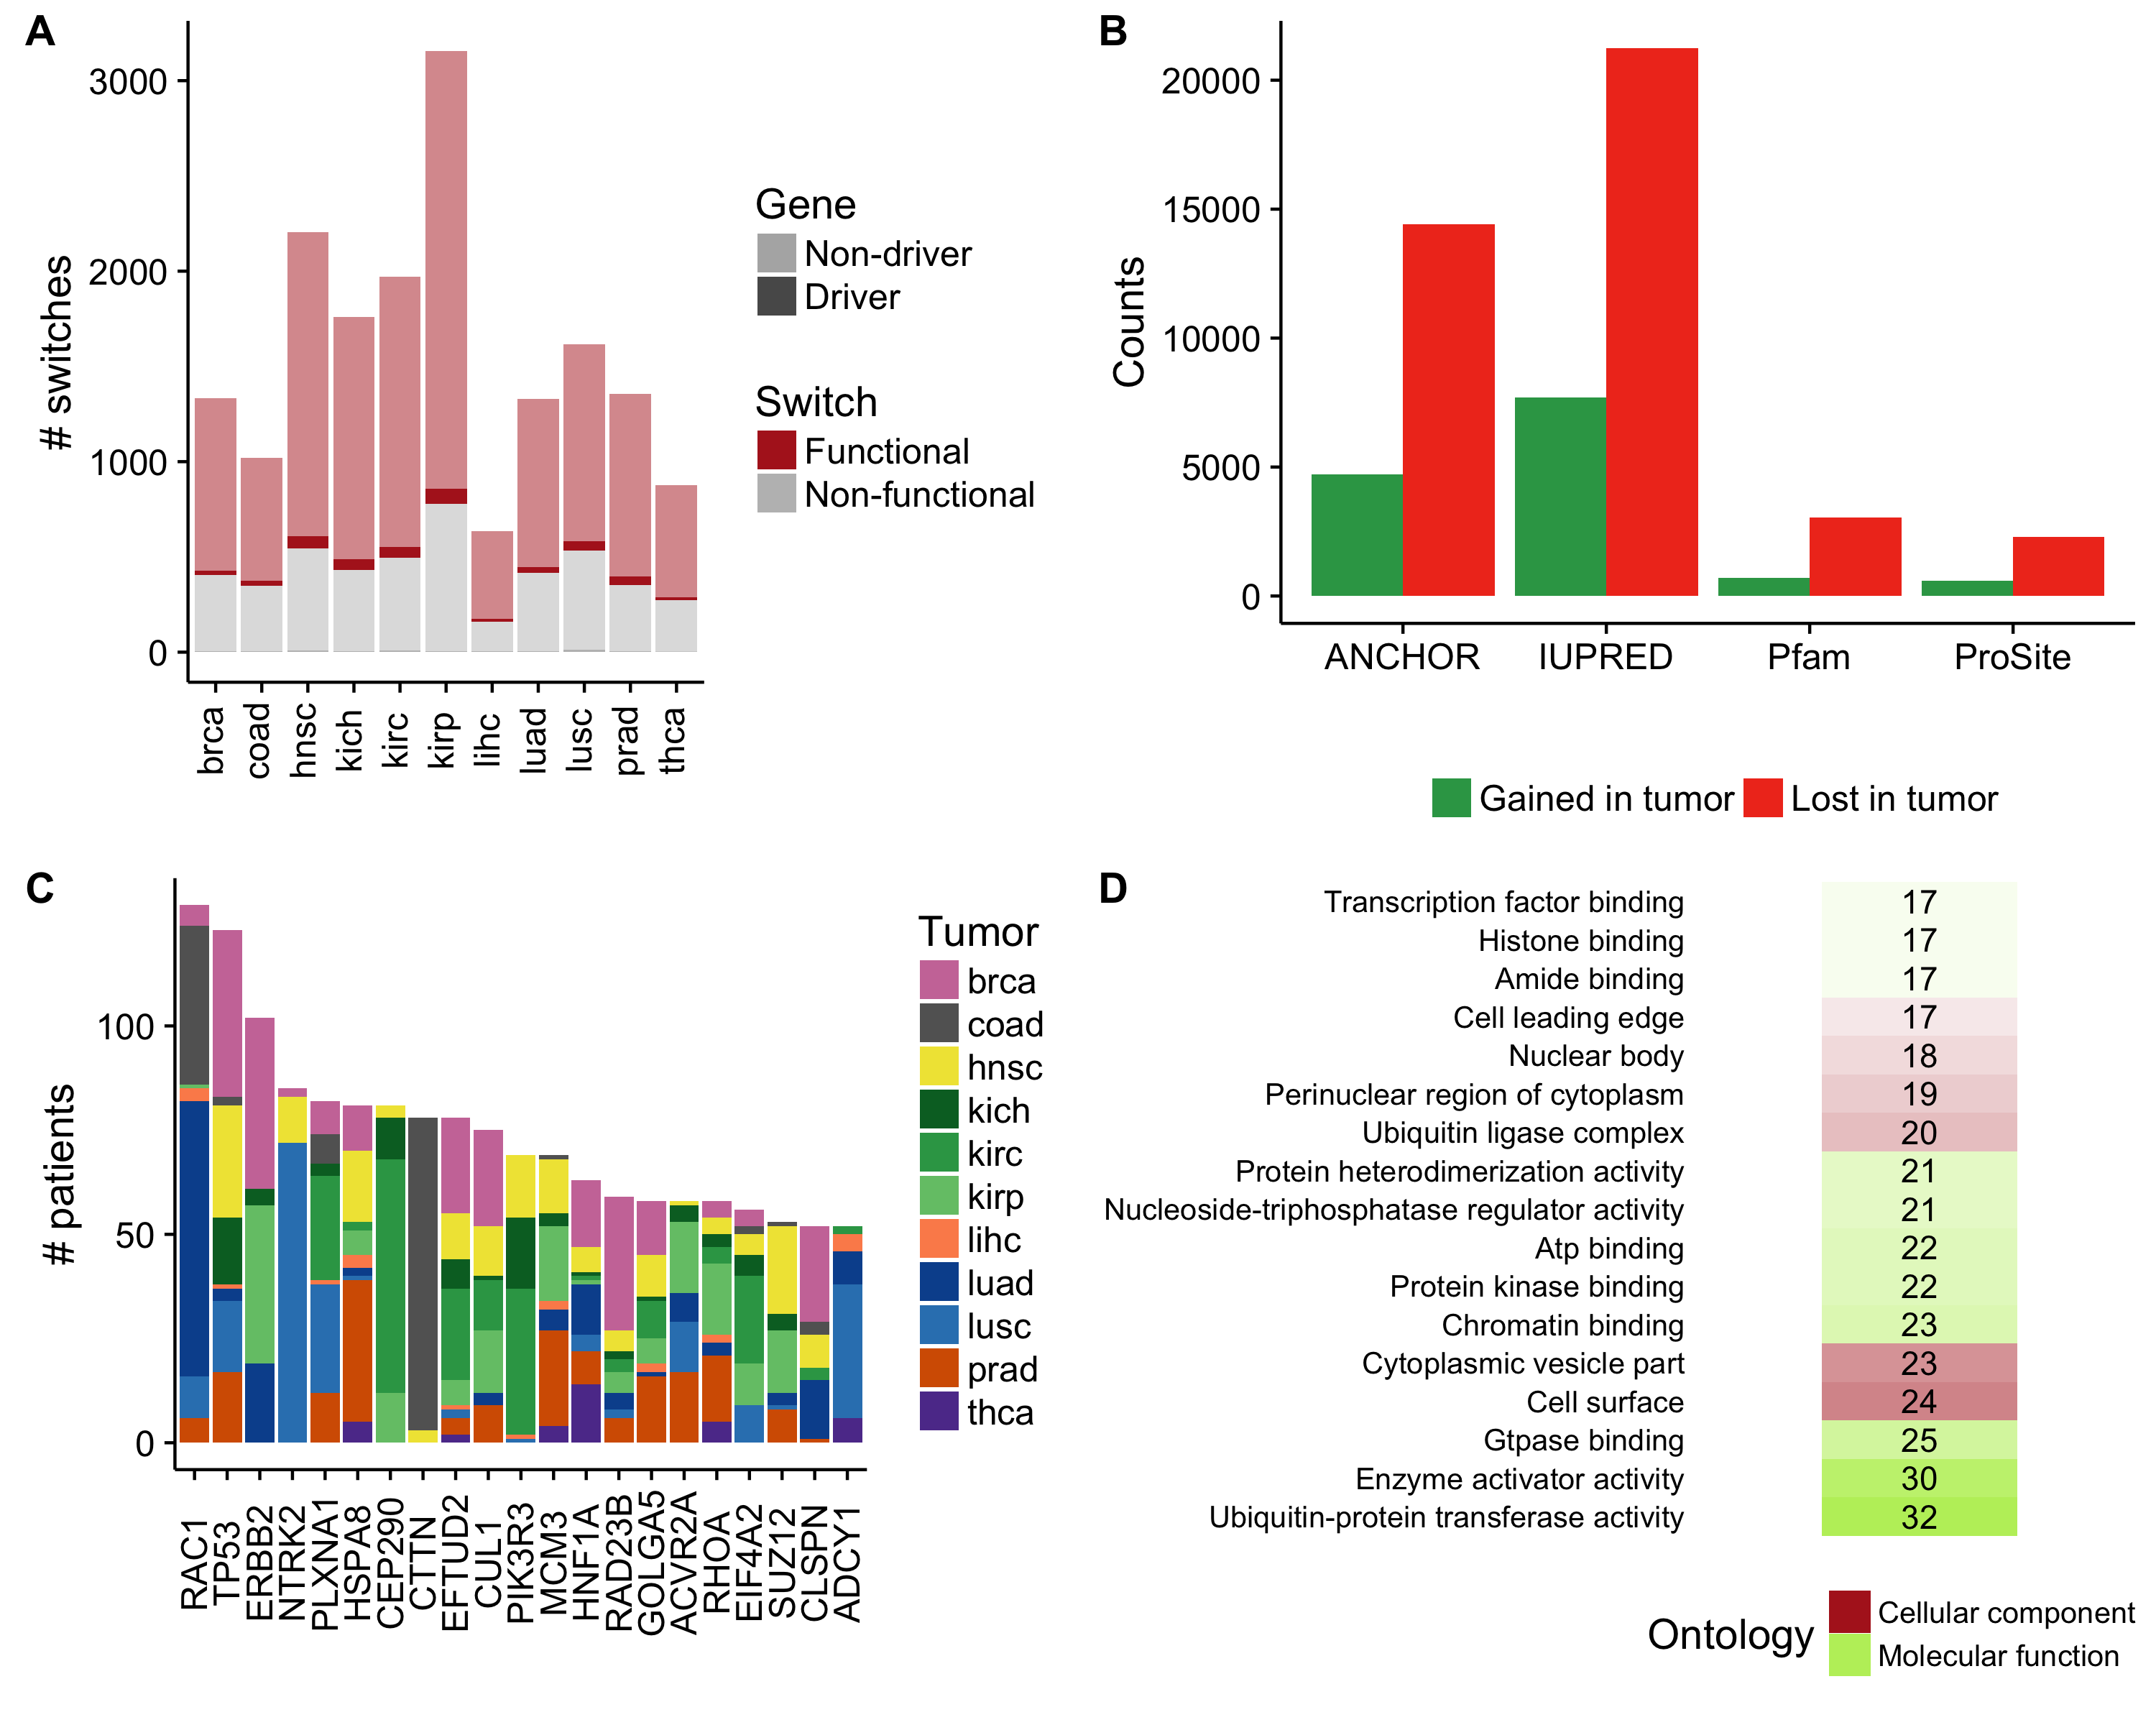 A
3000
2000
1000
0
# switches
brca
coad
hnsc
kich
kirc
kirp
lihc
luad
lusc
prad
thca
Gene
Non-driver
Driver
Switch
Functional
Non-functional
B
20000
15000
10000
5000
0
Counts
ANCHOR
IUPRED
Pfam
ProSite
Gained in tumor
Lost in tumor
C
100
50
0
# patients
RAC1
TP53
ERBB2
NTRK2
PLXNA1
HSPA8
CEP290
CTTN
EFTUD2
CUL1
PIK3R3
MCM3
HNF1A
RAD23B
GOLGA5
ACVR2A
RHOA
EIF4A2
SUZ12
CLSPN
ADCY1
Tumor
brca
coad
hnsc
kich
kirc
kirp
lihc
luad
lusc
prad
thca
D
Transcription factor binding 17
Histone binding 17
Amide binding 17
Cell leading edge 17
Nuclear body 18
Perinuclear region of cytoplasm 19
Ubiquitin ligase complex 20
Protein heterodimerization activity 21
Nucleoside-triphosphatase regulator activity 21
Atp binding 22
Protein kinase binding 22
Chromatin binding 23
Cytoplasmic vesicle part 23
Cell surface 24
Gtpase binding 25
Enzyme activator activity 30
Ubiquitin-protein transferase activity 32
Ontology
Cellular component
Molecular function